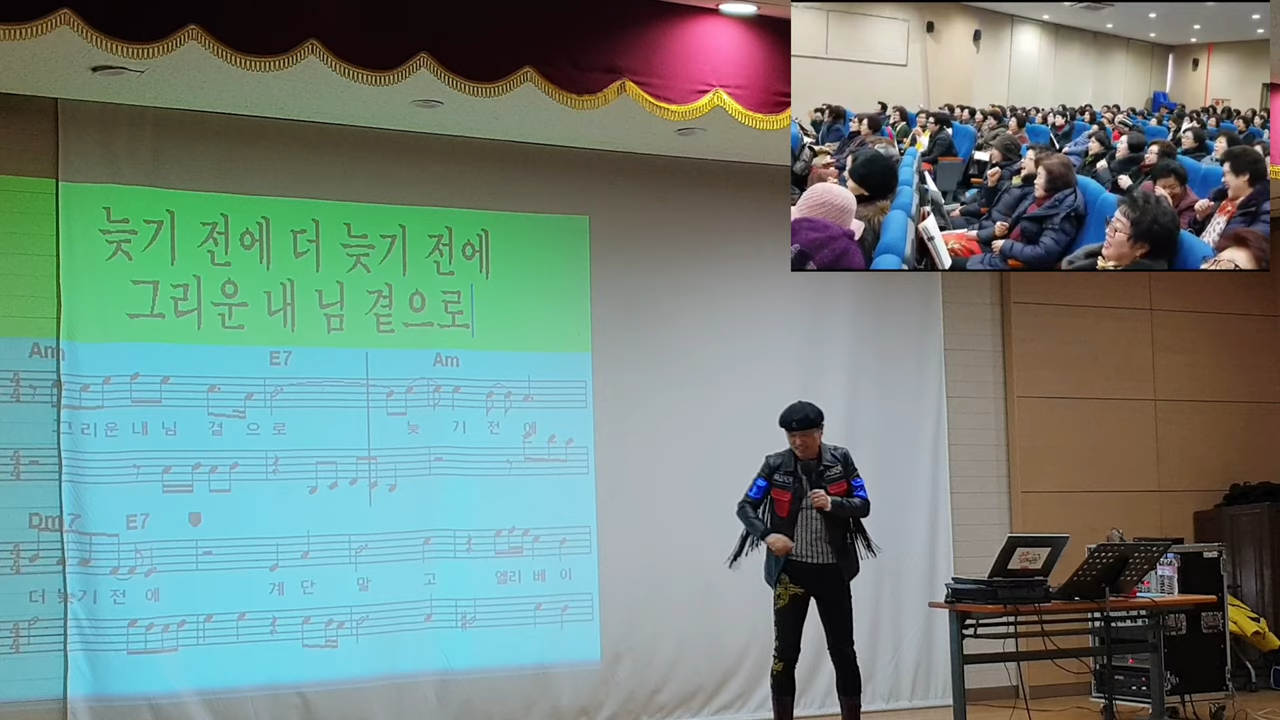 늦기 전에 더 늦기 전에
그리운 내 님 곁으로
Am E7 Am
그리운내님 곁으로 늦기전에
Dm7 E7
더늦기전에 계단말고 엘리베이